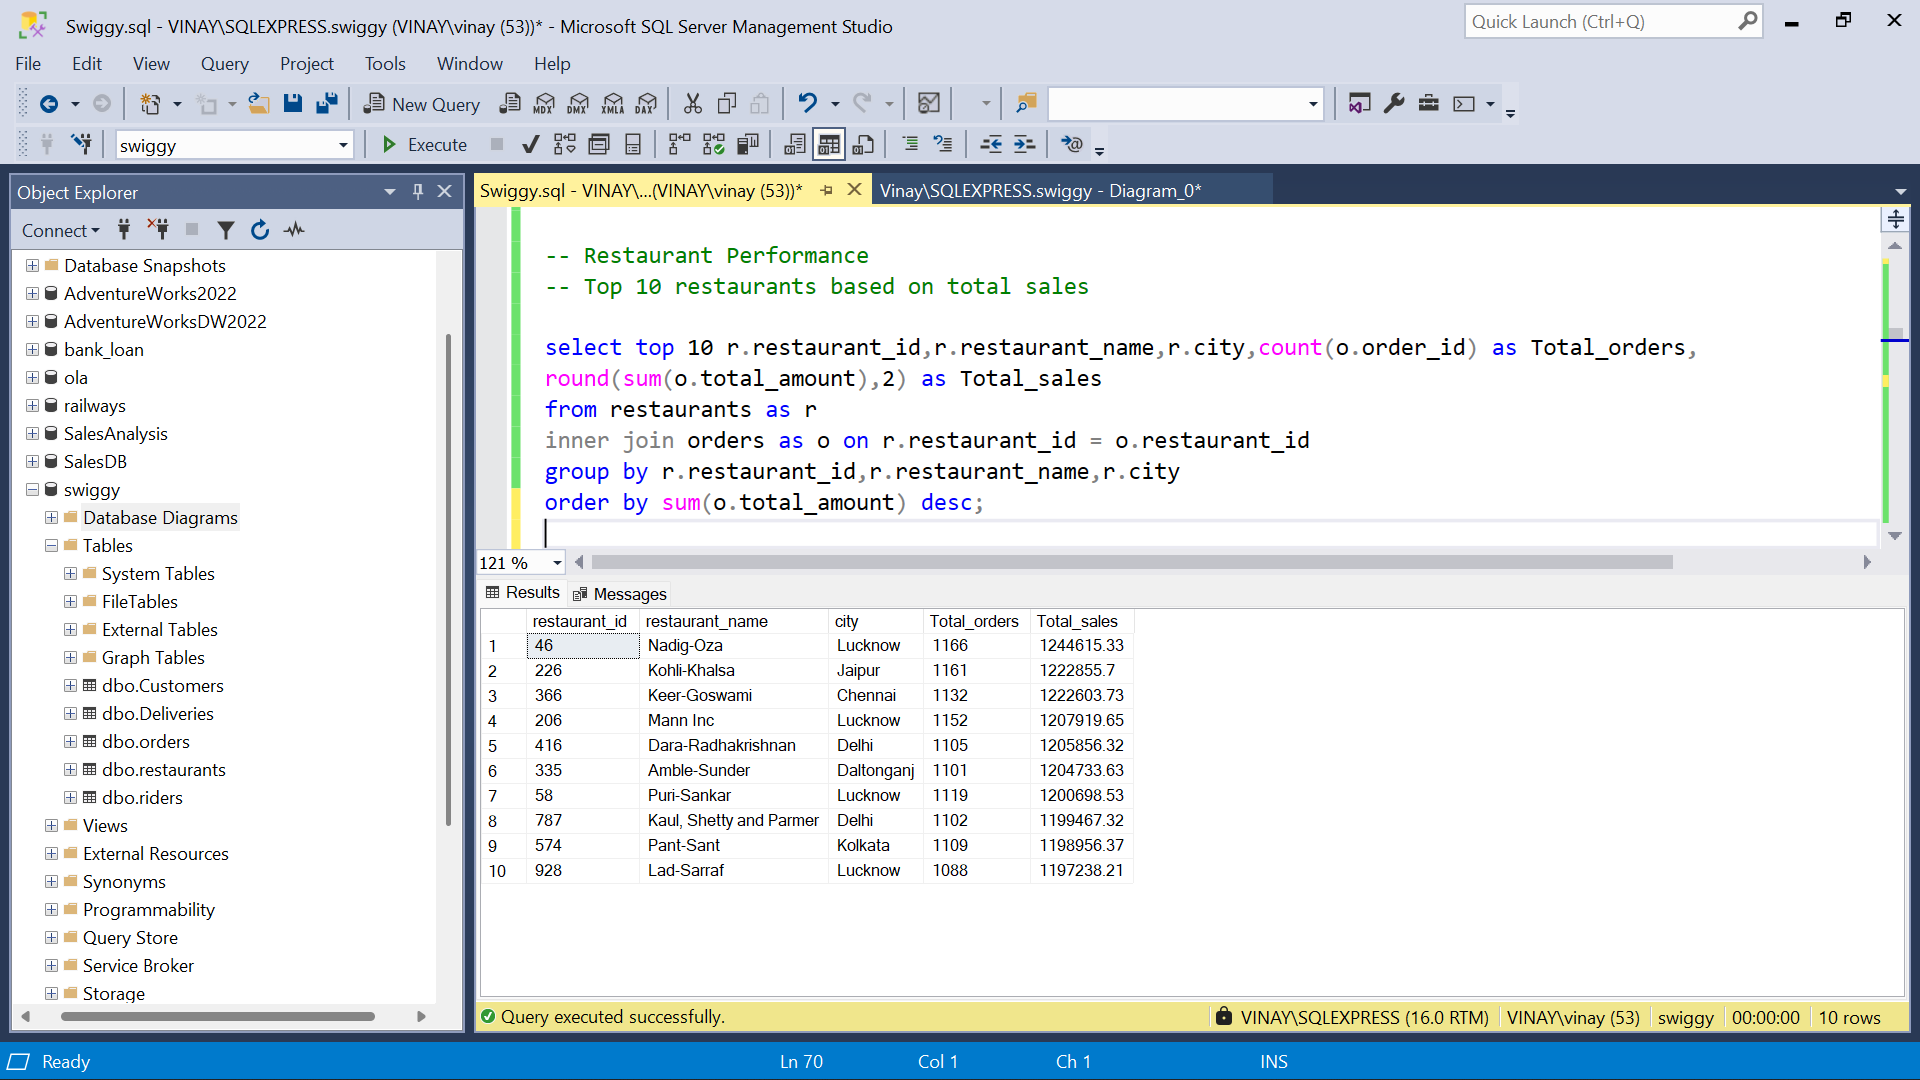 Swiggy.sql - VINAY\SQLEXPRESS.swiggy (VINAY\vinay (53))* - Microsoft SQL Server Management Studio
Quick Launch (Ctrl+Q)
File Edit View Query Project Tools Window Help
New Query MDX DMX XMLA DAX
swiggy Execute
Object Explorer
Connect
Database Snapshots
AdventureWorks2022
AdventureWorksDW2022
bank_loan
ola
railways
SalesAnalysis
SalesDB
swiggy
Database Diagrams
Tables
System Tables
FileTables
External Tables
Graph Tables
dbo.Customers
dbo.Deliveries
dbo.orders
dbo.restaurants
dbo.riders
Views
External Resources
Synonyms
Programmability
Query Store
Service Broker
Storage
Swiggy.sql - VINAY\...(VINAY\vinay (53))* Vinay\SQLEXPRESS.swiggy - Diagram_0*
-- Restaurant Performance
-- Top 10 restaurants based on total sales
select top 10 r.restaurant_id,r.restaurant_name,r.city,count(o.order_id) as Total_orders,
round(sum(o.total_amount),2) as Total_sales
from restaurants as r
inner join orders as o on r.restaurant_id = o.restaurant_id
group by r.restaurant_id,r.restaurant_name,r.city
order by sum(o.total_amount) desc;
121 %
Results Messages
restaurant_id restaurant_name city Total_orders Total_sales
1 46 Nadig-Oza Lucknow 1166 1244615.33
2 226 Kohli-Khalsa Jaipur 1161 1222855.7
3 366 Keer-Goswami Chennai 1132 1222603.73
4 206 Mann Inc Lucknow 1152 1207919.65
5 416 Dara-Radhakrishnan Delhi 1105 1205856.32
6 335 Amble-Sunder Daltonganj 1101 1204733.63
7 58 Puri-Sankar Lucknow 1119 1200698.53
8 787 Kaul, Shetty and Parmer Delhi 1102 1199467.32
9 574 Pant-Sant Kolkata 1109 1198956.37
10 928 Lad-Sarraf Lucknow 1088 1197238.21
Query executed successfully. VINAY\SQLEXPRESS (16.0 RTM) VINAY\vinay (53) swiggy 00:00:00 10 rows
Ready Ln 70 Col 1 Ch 1 INS